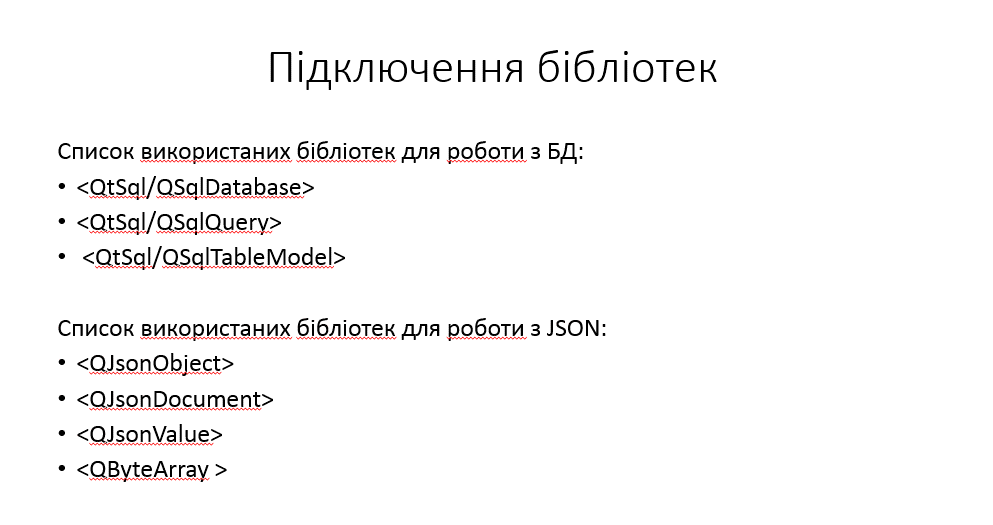 Підключення бібліотек
Список використаних бібліотек для роботи з БД:
• <QtSql/QSqlDatabase>
• <QtSql/QSqlQuery>
• <QtSql/QSqlTableModel>
Список використаних бібліотек для роботи з JSON:
• <QJsonObject>
• <QJsonDocument>
• <QJsonValue>
• <QByteArray >